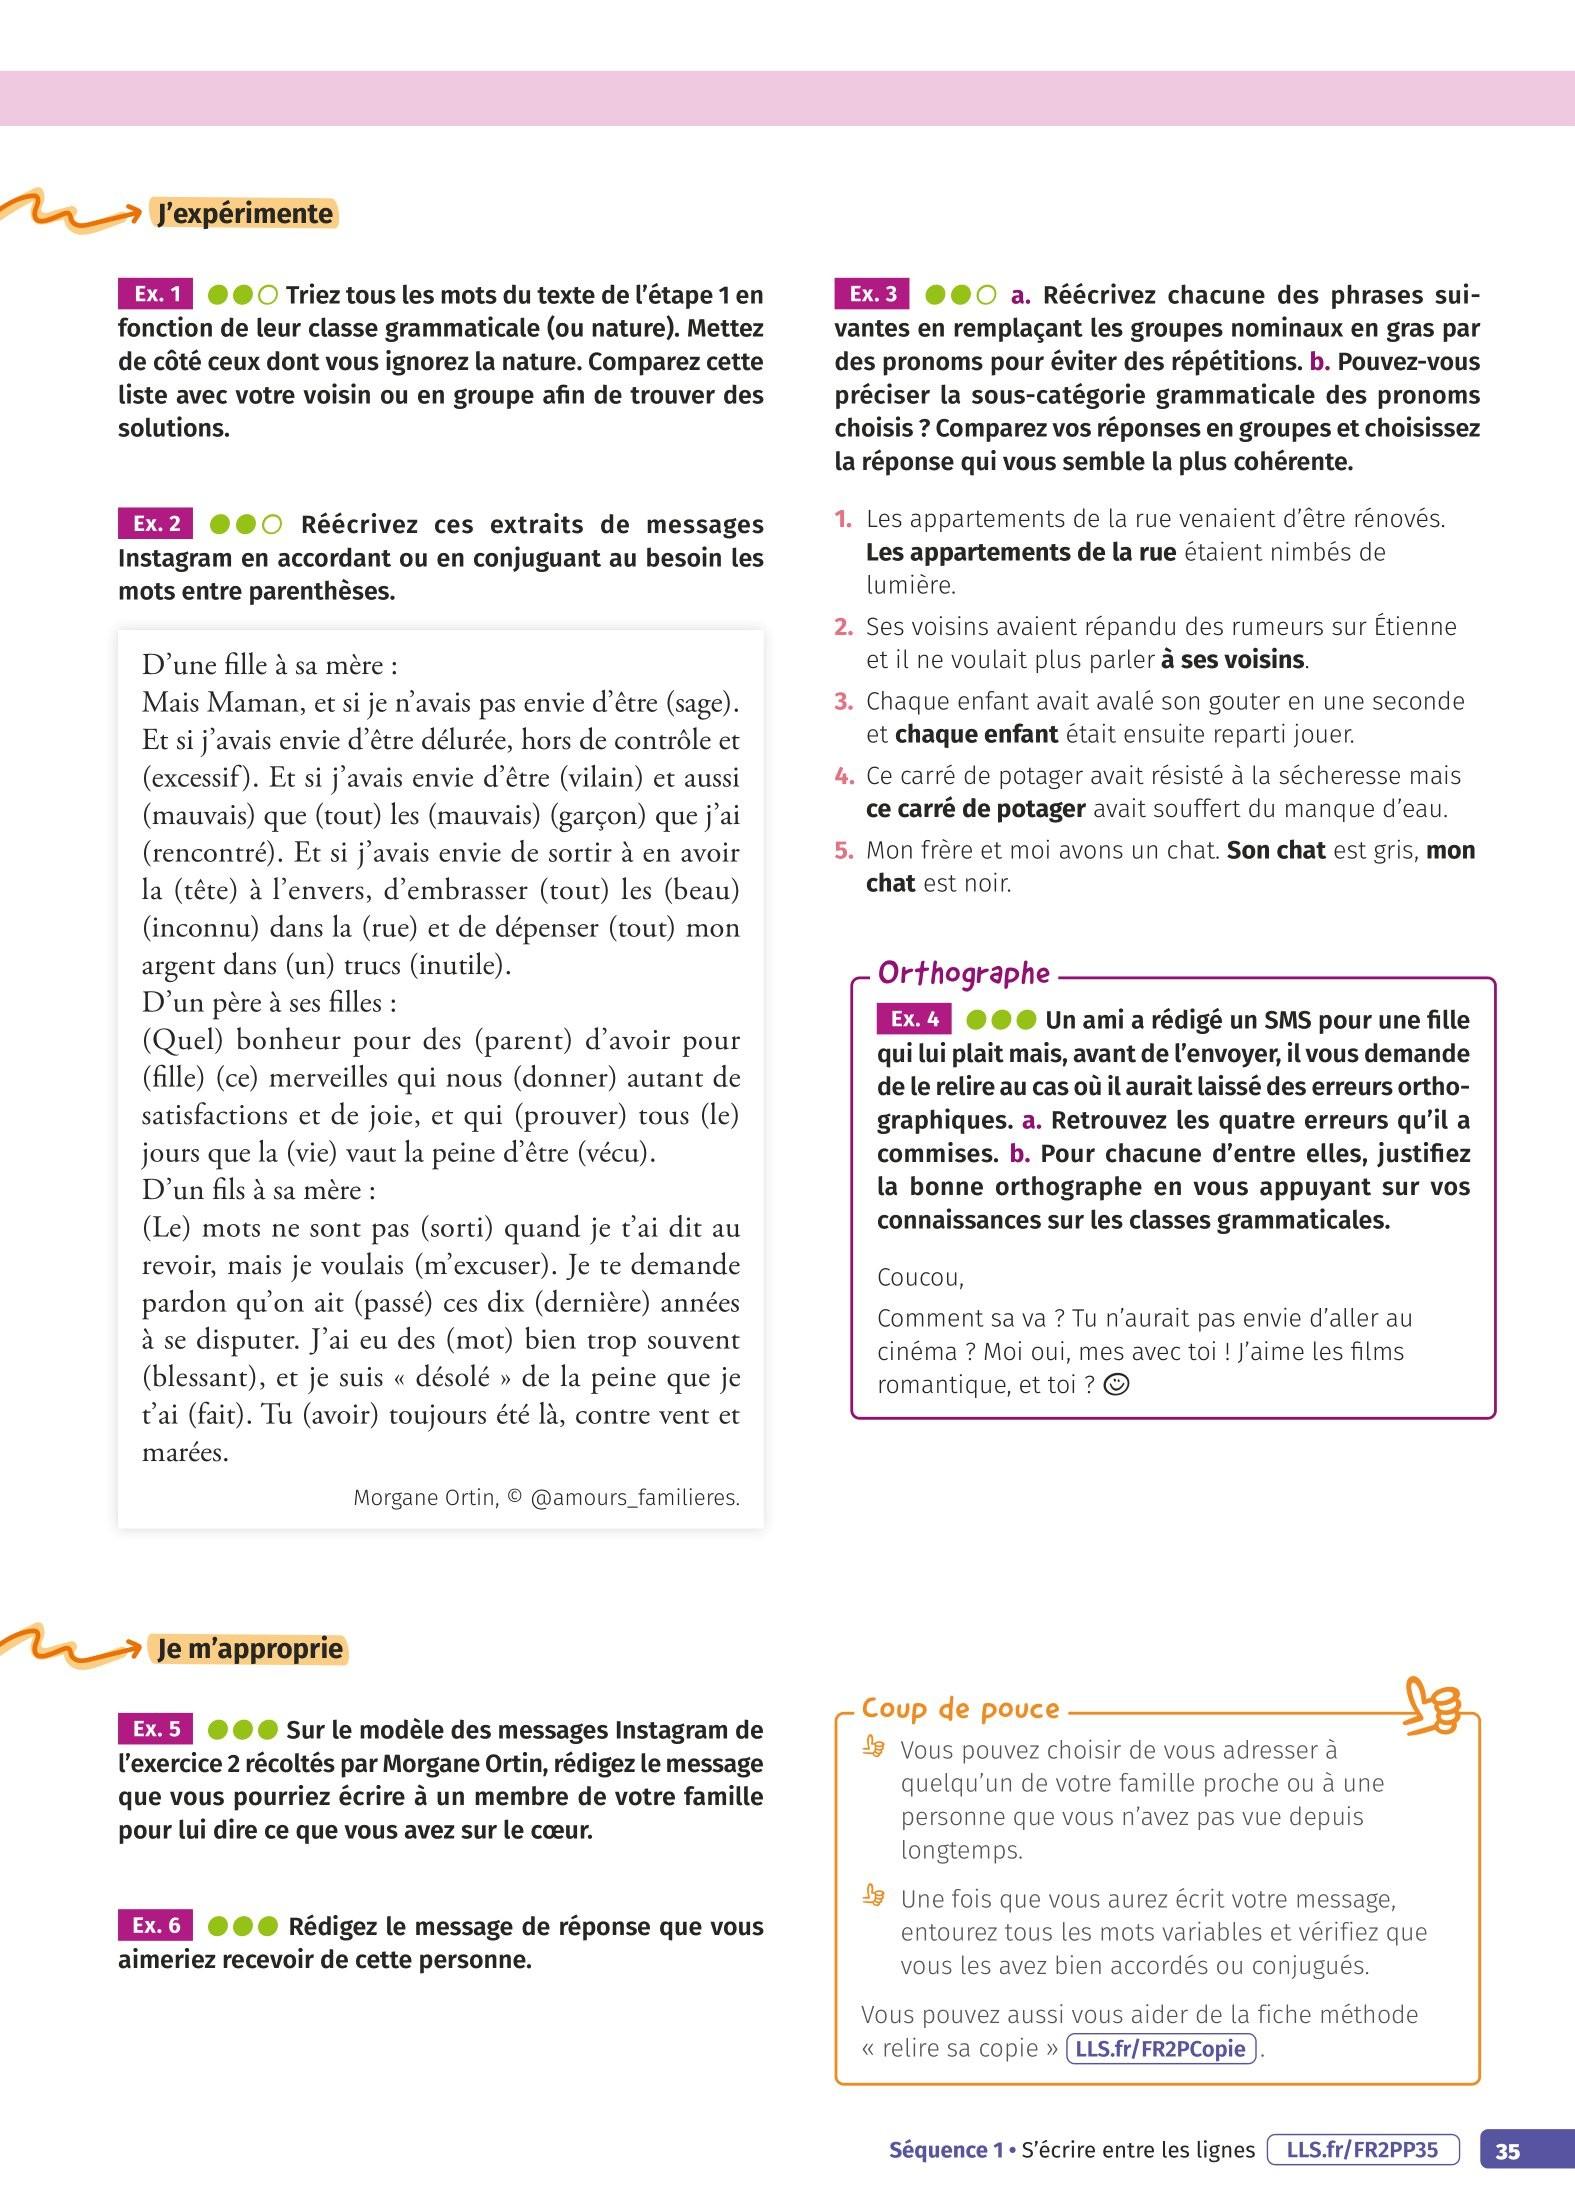 J'expérimente
Ex. 1 Triez tous les mots du texte de l'étape 1 en
fonction de leur classe grammaticale (ou nature). Mettez
de côté ceux dont vous ignorez la nature. Comparez cette
liste avec votre voisin ou en groupe afin de trouver des
solutions.
Ex. 2 Réécrivez ces extraits de messages
Instagram en accordant ou en conjuguant au besoin les
mots entre parenthèses.
D'une fille à sa mère :
Mais Maman, et si je n'avais pas envie d'être (sage).
Et si j'avais envie d'être délurée, hors de contrôle et
(excessif). Et si j'avais envie d'être (vilain) et aussi
(mauvais) que (tout) les (mauvais) (garçon) que j'ai
(rencontré). Et si j'avais envie de sortir à en avoir
la (tête) à l'envers, d'embrasser (tout) les (beau)
(inconnu) dans la (rue) et de dépenser (tout) mon
argent dans (un) trucs (inutile).
D'un père à ses filles :
(Quel) bonheur pour des (parent) d'avoir pour
(fille) (ce) merveilles qui nous (donner) autant de
satisfactions et de joie, et qui (prouver) tous (le)
jours que la (vie) vaut la peine d'être (vécu).
D'un fils à sa mère :
(Le) mots ne sont pas (sorti) quand je t'ai dit au
revoir, mais je voulais (m'excuser). Je te demande
pardon qu'on ait (passé) ces dix (dernière) années
à se disputer. J'ai eu des (mot) bien trop souvent
(blessant), et je suis « désolé » de la peine que je
t'ai (fait). Tu (avoir) toujours été là, contre vent et
marées.
Morgane Ortin, © @amours_familieres.
Ex. 3 a. Réécrivez chacune des phrases sui-
vantes en remplaçant les groupes nominaux en gras par
des pronoms pour éviter des répétitions. b. Pouvez-vous
préciser la sous-catégorie grammaticale des pronoms
choisis ? Comparez vos réponses en groupes et choisissez
la réponse qui vous semble la plus cohérente.
1. Les appartements de la rue venaient d'être rénovés.
Les appartements de la rue étaient nimbés de
lumière.
2. Ses voisins avaient répandu des rumeurs sur Étienne
et il ne voulait plus parler à ses voisins.
3. Chaque enfant avait avalé son gouter en une seconde
et chaque enfant était ensuite reparti jouer.
4. Ce carré de potager avait résisté à la sécheresse mais
ce carré de potager avait souffert du manque d'eau.
5. Mon frère et moi avons un chat. Son chat est gris, mon
chat est noir.
Orthographe
Ex. 4 Un ami a rédigé un SMS pour une fille
qui lui plait mais, avant de l'envoyer, il vous demande
de le relire au cas où il aurait laissé des erreurs ortho-
graphiques. a. Retrouvez les quatre erreurs qu'il a
commises. b. Pour chacune d'entre elles, justifiez
la bonne orthographe en vous appuyant sur vos
connaissances sur les classes grammaticales.
Coucou,
Comment sa va ? Tu n'aurait pas envie d'aller au
cinéma ? Moi oui, mes avec toi ! J'aime les films
romantique, et toi ? ☺
Je m'approprie
Ex. 5 Sur le modèle des messages Instagram de
l'exercice 2 récoltés par Morgane Ortin, rédigez le message
que vous pourriez écrire à un membre de votre famille
pour lui dire ce que vous avez sur le cœur.
Ex. 6 Rédigez le message de réponse que vous
aimeriez recevoir de cette personne.
Coup de pouce
Vous pouvez choisir de vous adresser à
quelqu'un de votre famille proche ou à une
personne que vous n'avez pas vue depuis
longtemps.
Une fois que vous aurez écrit votre message,
entourez tous les mots variables et vérifiez que
vous les avez bien accordés ou conjugués.
Vous pouvez aussi vous aider de la fiche méthode
« relire sa copie » LLS.fr/FR2PCopie .
Séquence 1 • S'écrire entre les lignes LLS.fr/FR2PP35 35